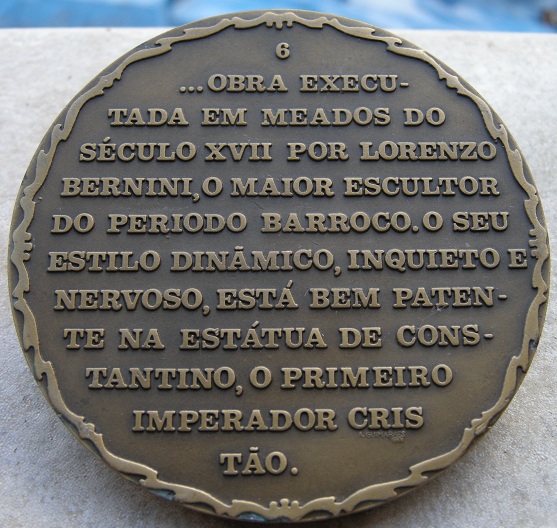 6
...OBRA EXECU-
TADA EM MEADOS DO
SÉCULO XVII POR LORENZO
BERNINI, O MAIOR ESCULTOR
DO PERIODO BARROCO. O SEU
ESTILO DINÂMICO, INQUIETO E
NERVOSO, ESTÁ BEM PATEN-
TE NA ESTÁTUA DE CONS-
TANTINO, O PRIMEIRO
IMPERADOR CRIS
TÃO.